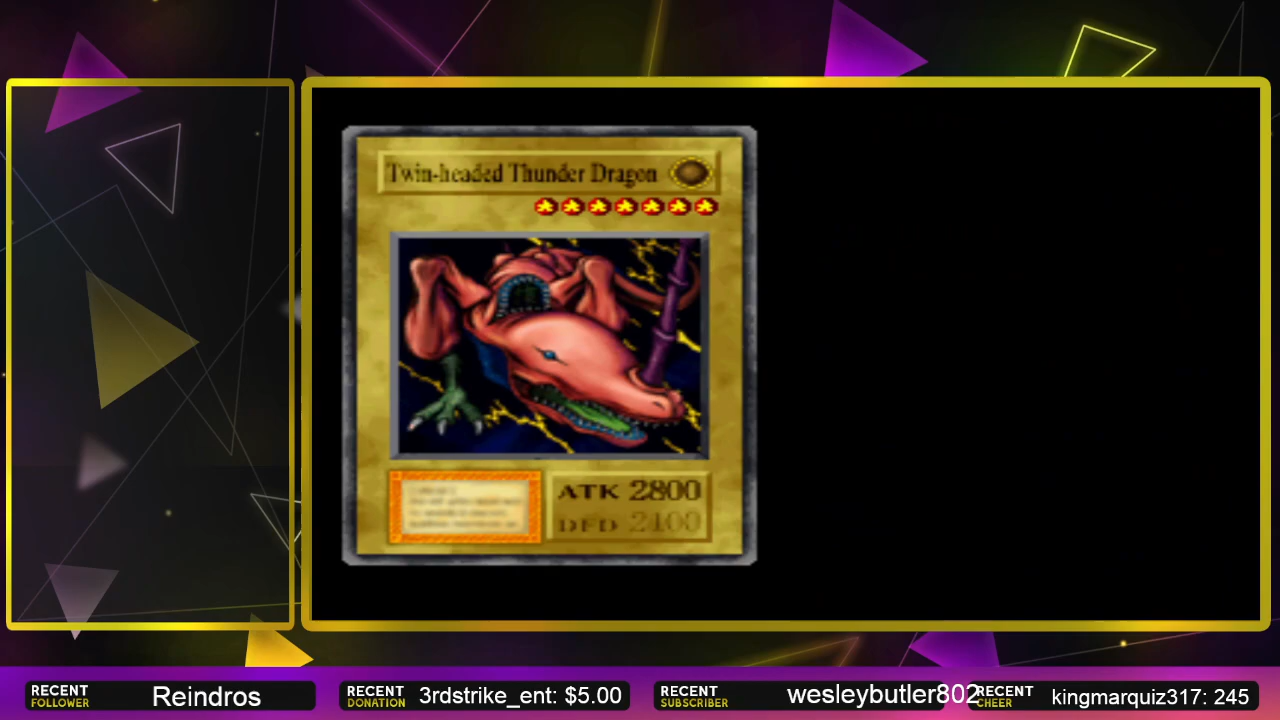 Twin-headed Thunder Dragon
ATK 2800
DFD 2100
RECENT
FOLLOWER
Reindros
RECENT
DONATION
3rdstrike_ent: $5.00
RECENT
SUBSCRIBER
wesleybutler802
RECENT
CHEER
kingmarquiz317: 245